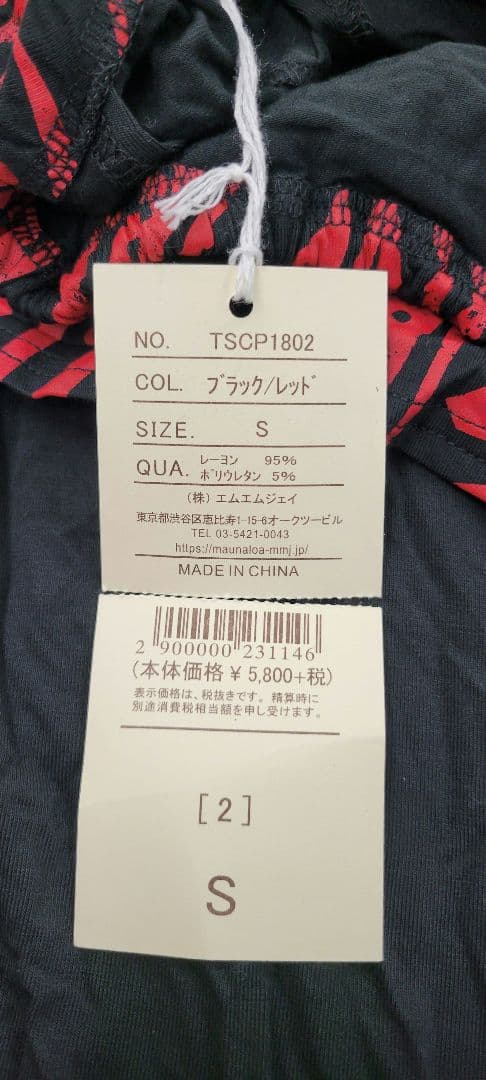 NO. TSCP1802
COL. ﾌﾞﾗｯｸ/ﾚｯﾄﾞ
SIZE. S
QUA. レーヨン 95%
ﾎﾟﾘｳﾚﾀﾝ 5%
(株) エムエムジェイ
東京都渋谷区恵比寿1-15-6オークツービル
TEL 03-5421-0043
https://maunaloa-mmj.jp/
MADE IN CHINA
2 900000 231146
(本体価格 ¥ 5,800+税)
表示価格は、税抜きです。精算時に
別途消費税相当額を申し受けます。
[2]
S